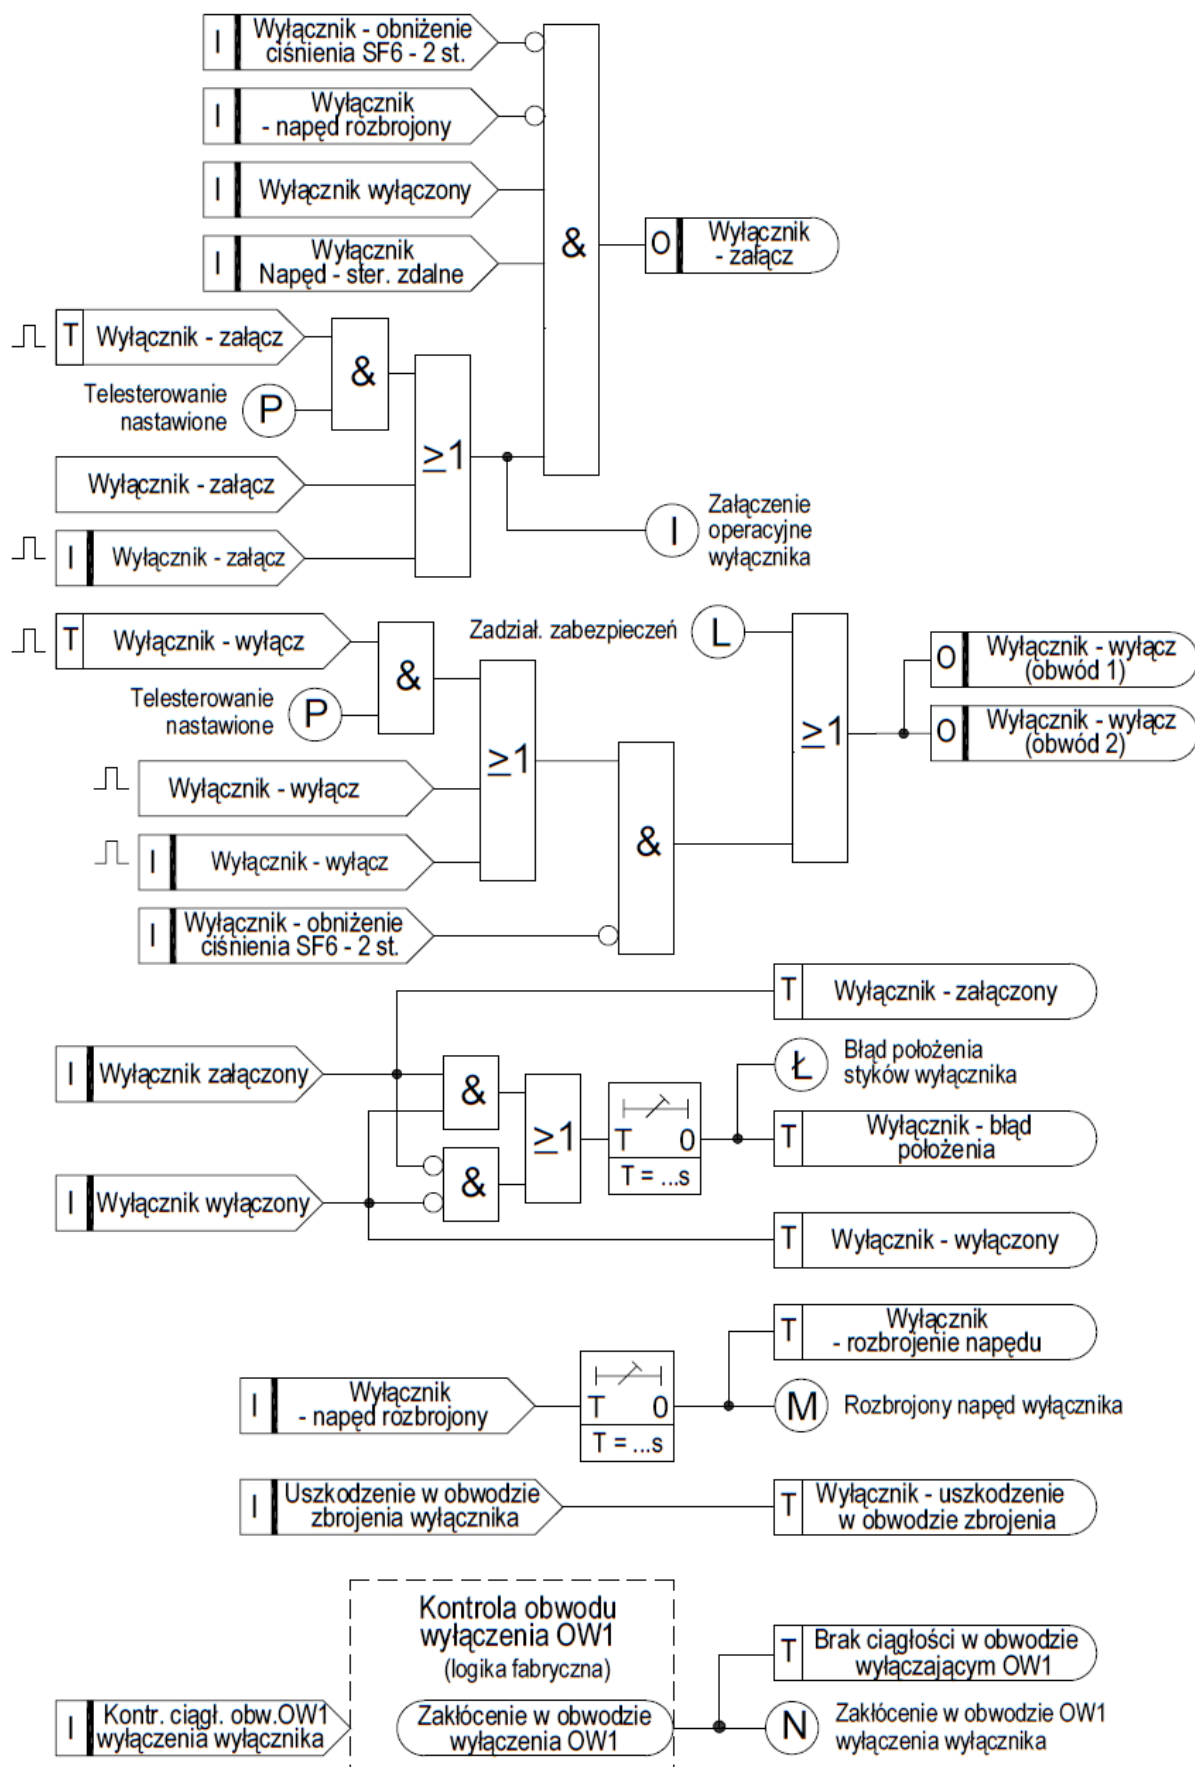 I
Wyłącznik - obniżenie
ciśnienia SF6 - 2 st.
I
Wyłącznik
- napęd rozbrojony
I
Wyłącznik wyłączony
I
Wyłącznik
Napęd - ster. zdalne
&
O
Wyłącznik
- załącz
T
Wyłącznik - załącz
Telesterowanie
nastawione
P
&
Wyłącznik - załącz
I
Wyłącznik - załącz
≥1
I
Załączenie
operacyjne
wyłącznika
T
Wyłącznik - wyłącz
Telesterowanie
nastawione
P
&
Wyłącznik - wyłącz
I
Wyłącznik - wyłącz
≥1
I
Wyłącznik - obniżenie
ciśnienia SF6 - 2 st.
&
Zadział. zabezpieczeń
L
≥1
O
Wyłącznik - wyłącz
(obwód 1)
O
Wyłącznik - wyłącz
(obwód 2)
T
Wyłącznik - załączony
I
Wyłącznik załączony
I
Wyłącznik wyłączony
&
&
≥1
T 0
T = ...s
Ł
Błąd położenia
styków wyłącznika
T
Wyłącznik - błąd
położenia
T
Wyłącznik - wyłączony
I
Wyłącznik
- napęd rozbrojony
T 0
T = ...s
T
Wyłącznik
- rozbrojenie napędu
M
Rozbrojony napęd wyłącznika
I
Uszkodzenie w obwodzie
zbrojenia wyłącznika
T
Wyłącznik - uszkodzenie
w obwodzie zbrojenia
Kontrola obwodu
wyłączenia OW1
(logika fabryczna)
I
Kontr. ciągł. obw.OW1
wyłączenia wyłącznika
Zakłócenie w obwodzie
wyłączenia OW1
T
Brak ciągłości w obwodzie
wyłączającym OW1
N
Zakłócenie w obwodzie OW1
wyłączenia wyłącznika